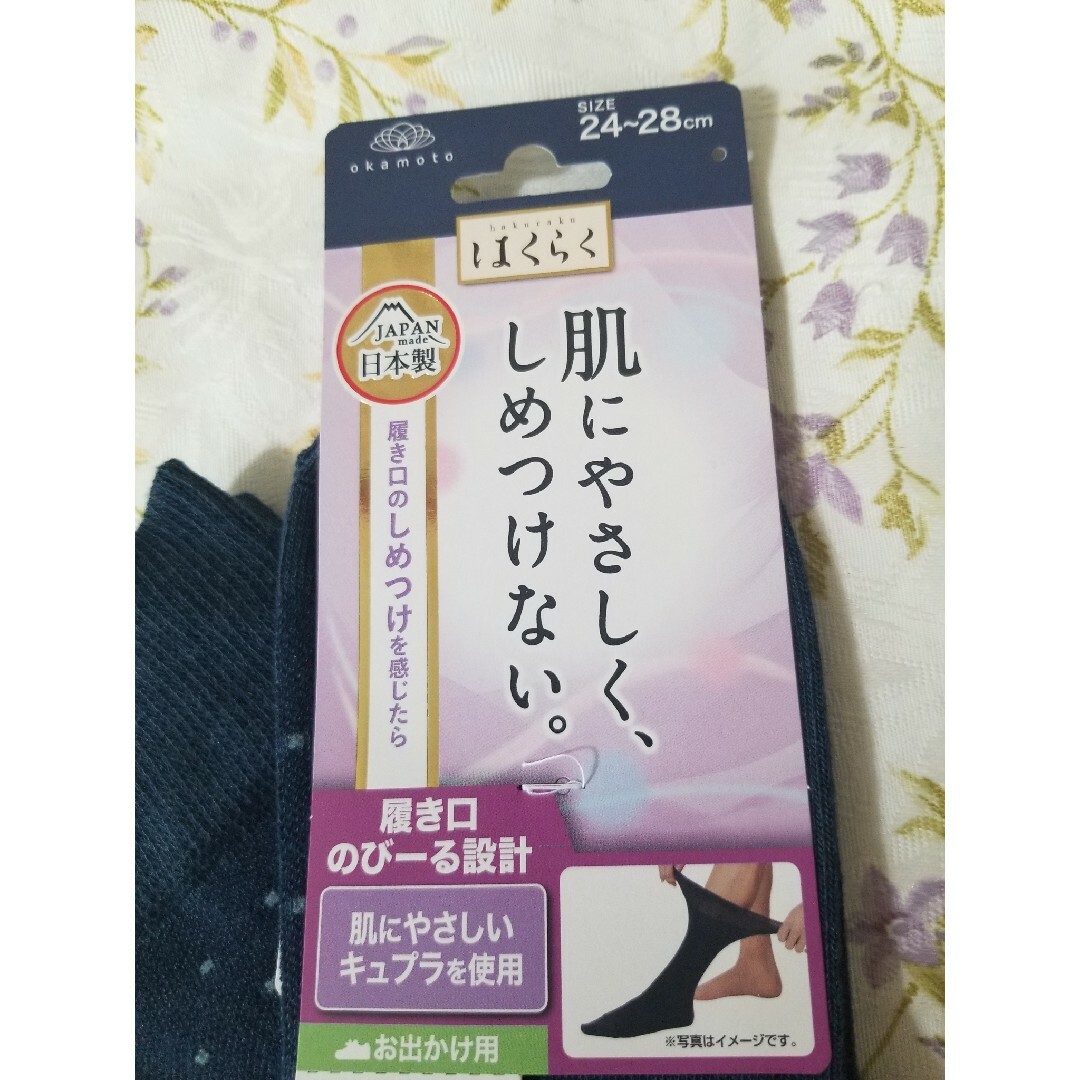 okamoto
SIZE
24~28cm
hakuraku
はくらく
JAPAN
made
日本製
肌にやさしく、
しめつけない。
履き口のしめつけを感じたら
履き口
のびーる設計
肌にやさしい
キュプラを使用
お出かけ用
※写真はイメージです。